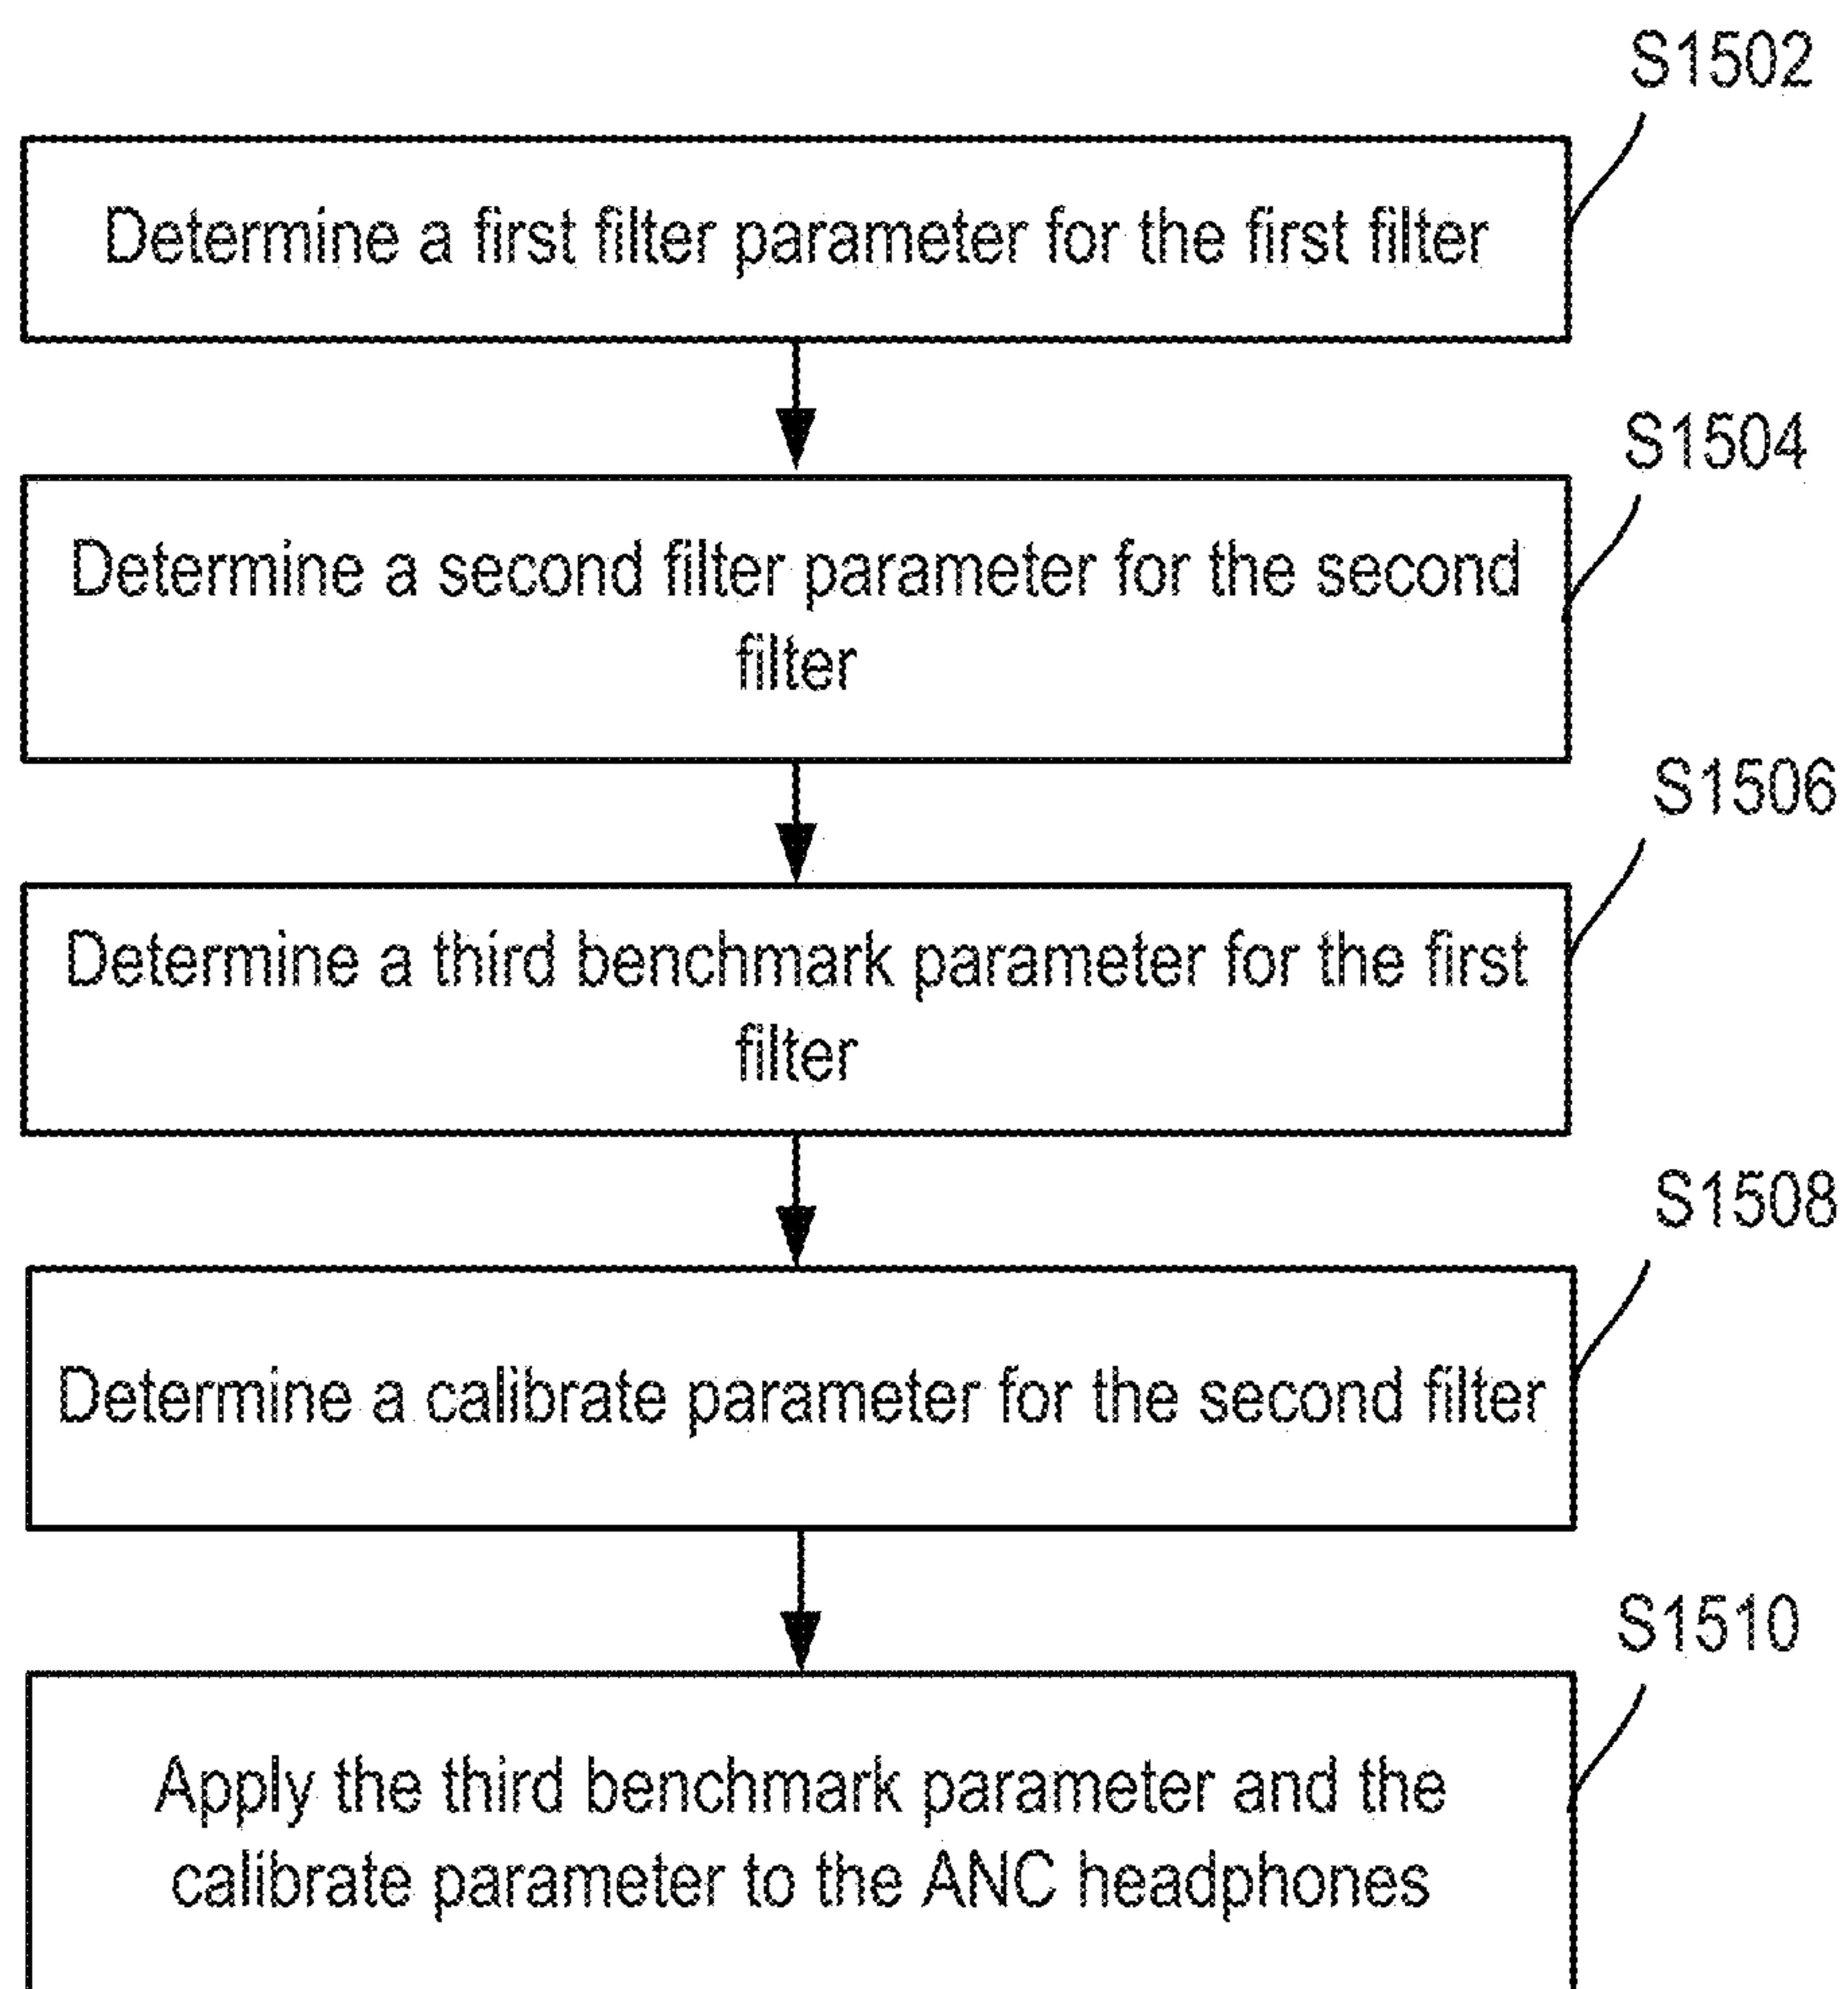 S1502
Determine a first filter parameter for the first filter
S1504
Determine a second filter parameter for the second
filter
S1506
Determine a third benchmark parameter for the first
filter
S1508
Determine a calibrate parameter for the second filter
S1510
Apply the third benchmark parameter and the
calibrate parameter to the ANC headphones